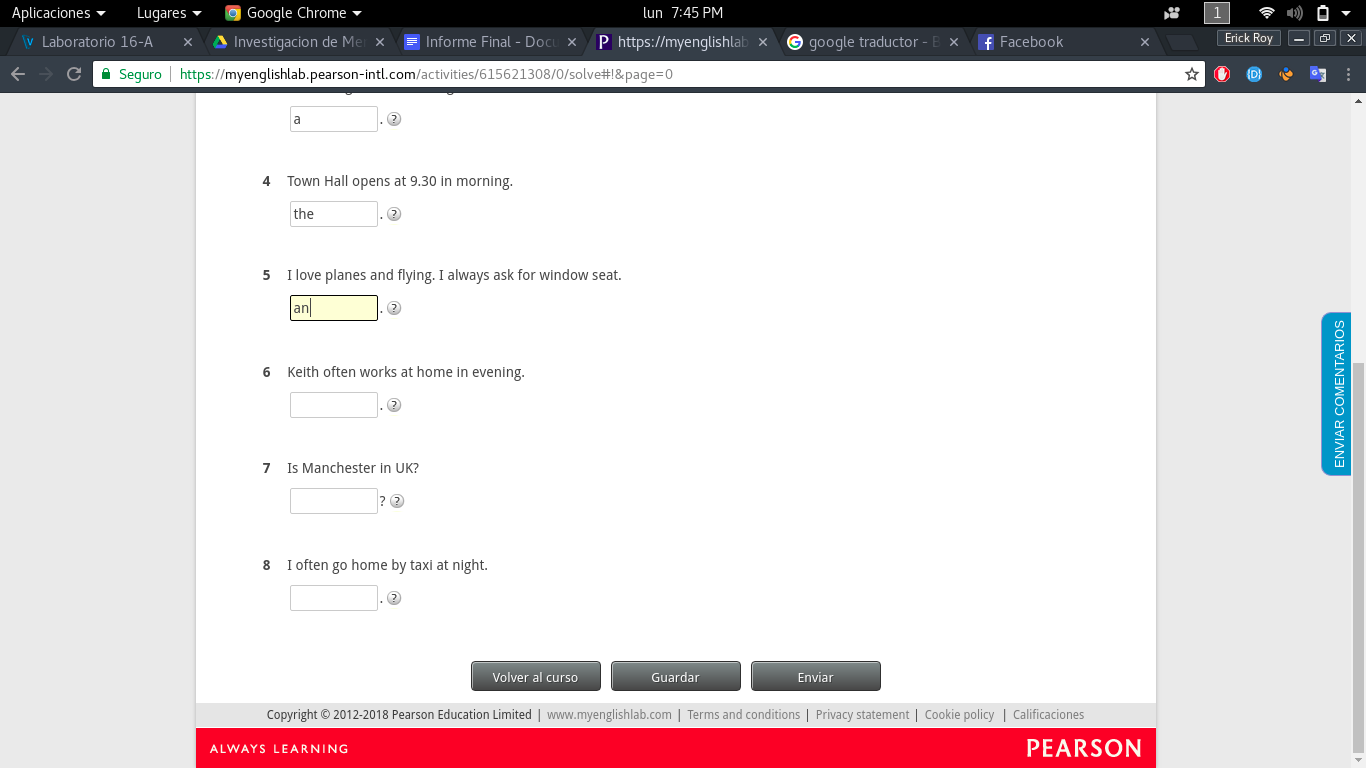 Aplicaciones Lugares Google Chrome lun 7:45 PM 1
Laboratorio 16-A Investigacion de Me Informe Final - Docu https://myenglishlab google traductor - B Facebook Erick Roy
Seguro https://myenglishlab.pearson-intl.com/activities/615621308/0/solve#!&page=0
a . ?
4 Town Hall opens at 9.30 in morning.
the . ?
5 I love planes and flying. I always ask for window seat.
an . ?
6 Keith often works at home in evening.
. ?
7 Is Manchester in UK?
? ?
8 I often go home by taxi at night.
. ?
ENVIAR COMENTARIOS
Volver al curso Guardar Enviar
Copyright © 2012-2018 Pearson Education Limited | www.myenglishlab.com | Terms and conditions | Privacy statement | Cookie policy | Calificaciones
ALWAYS LEARNING PEARSON